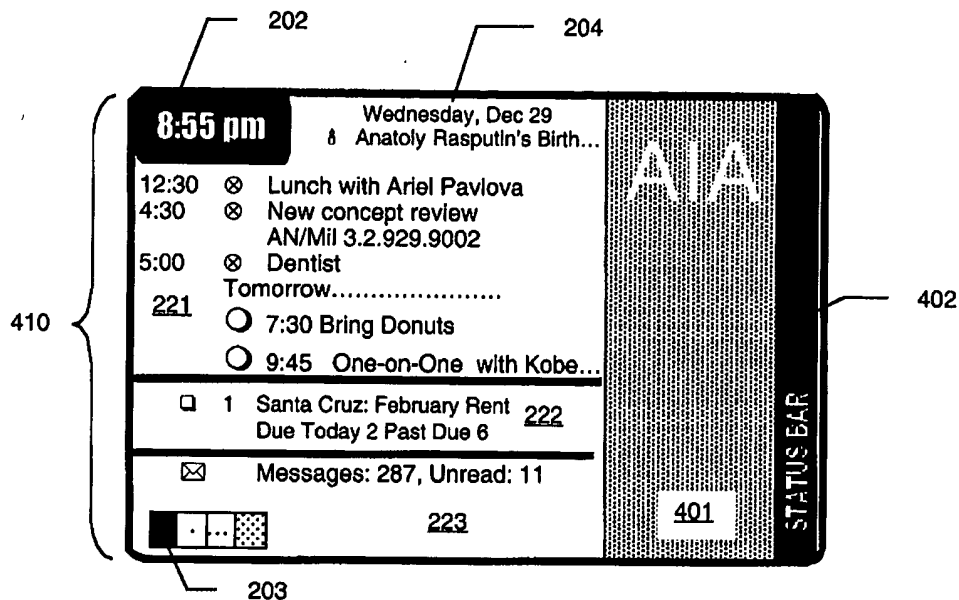 202
204
8:55 pm
Wednesday, Dec 29
Anatoly Rasputin's Birth...
AIA
12:30 ⊗ Lunch with Ariel Pavlova
4:30 ⊗ New concept review
AN/Mil 3.2.929.9002
5:00 ⊗ Dentist
Tomorrow......................
221
7:30 Bring Donuts
9:45 One-on-One with Kobe...
410
402
1 Santa Cruz: February Rent
Due Today 2 Past Due 6
222
Messages: 287, Unread: 11
223
401
STATUS BAR
203